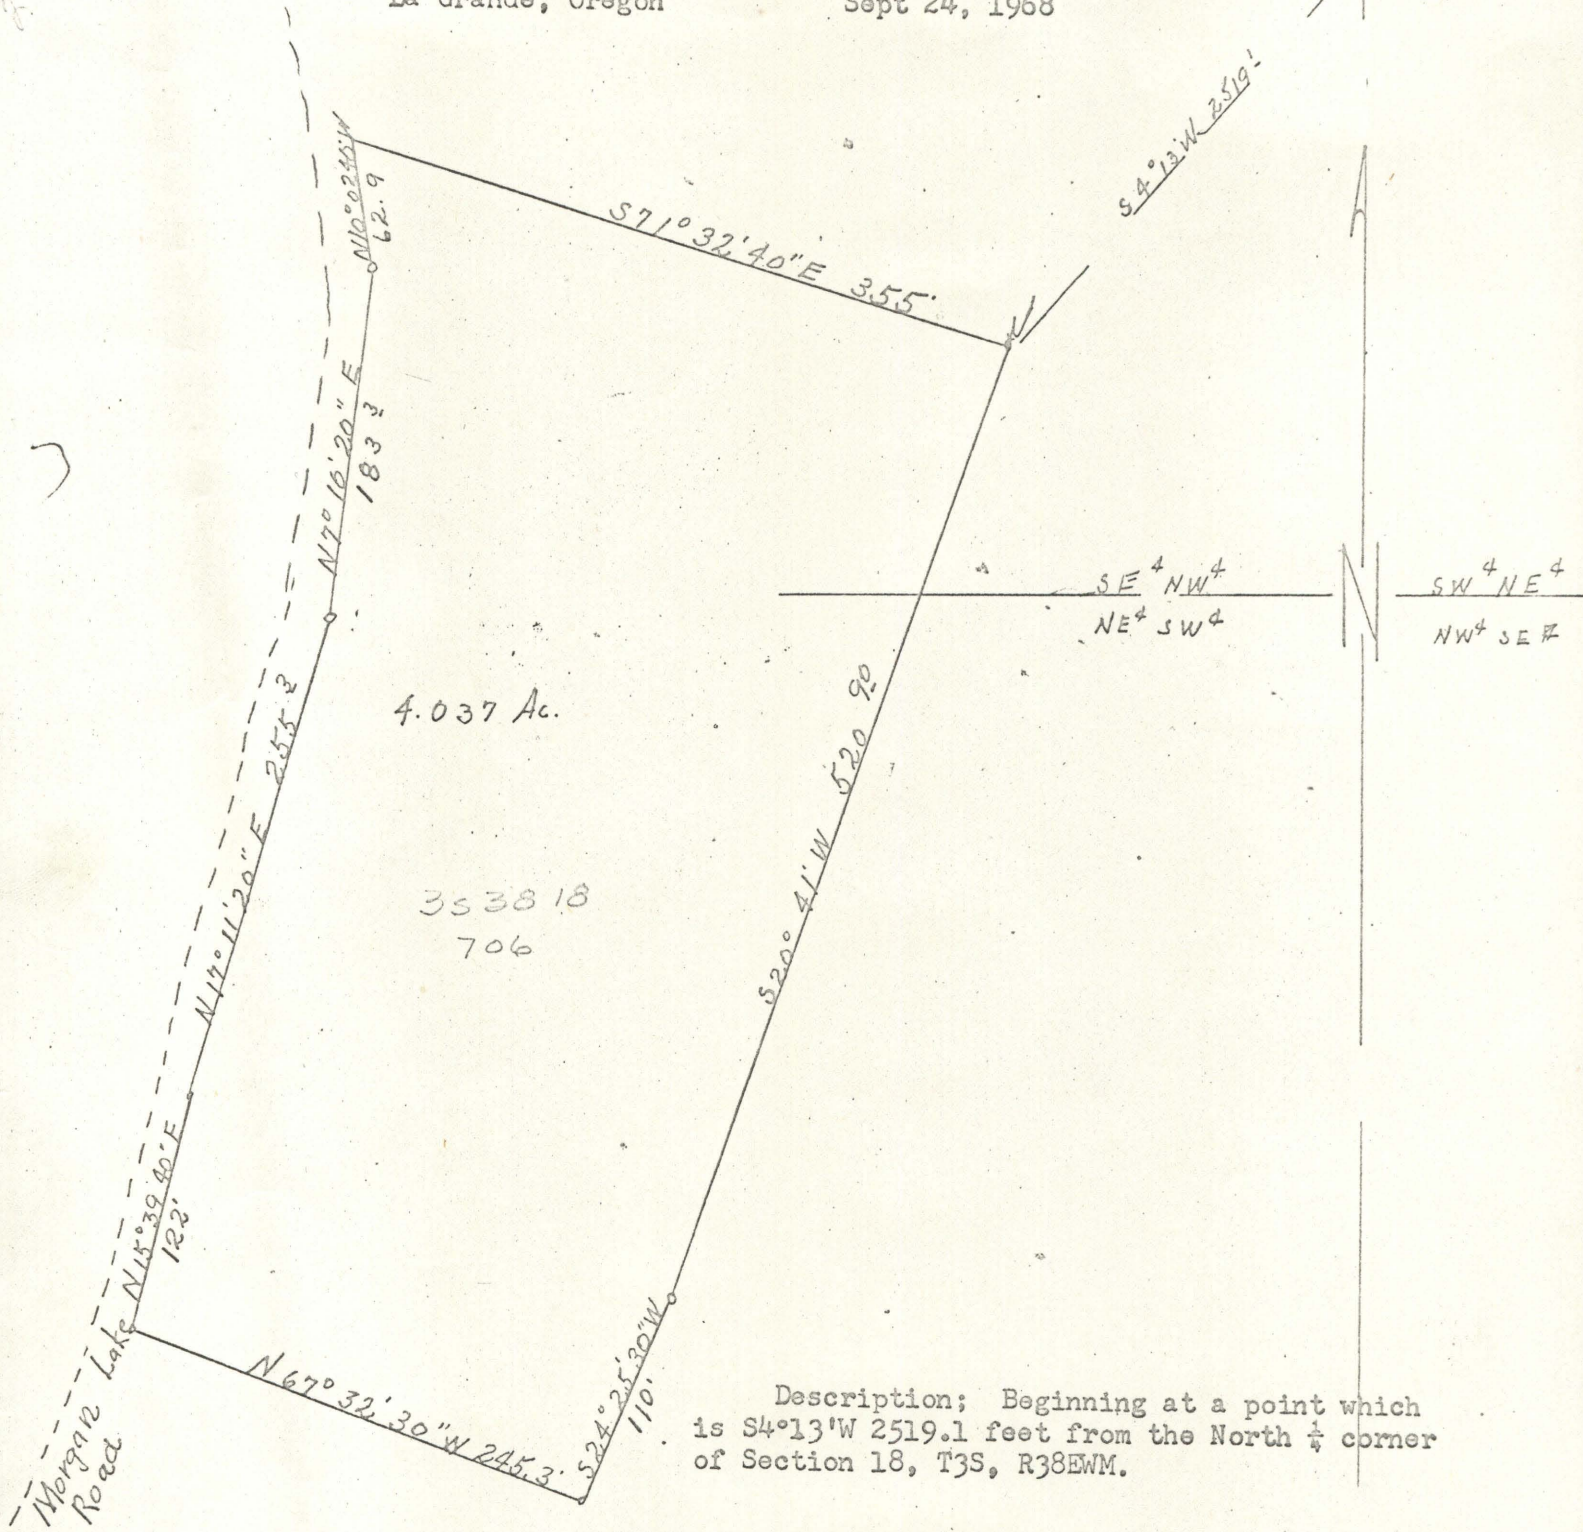 La Grande, Oregon Sept 24, 1968
S4°13'W 2519.1
N10°02'40"W
62.9
S71°32'40"E 355'
N7°16'20"E
183 3
SE4 NW4
NE4 SW4
N
SW4 NE4
NW4 SE4
N17°11'20"E 255 3
4.037 Ac.
S20° 41' W 520 90
3S 38 18
706
N15°39'40"E
122'
N 67° 32' 30"W 245.3'
S24°25'30"W
110'
Morgan Lake
Road
Description; Beginning at a point which
is S4°13'W 2519.1 feet from the North ¼ corner
of Section 18, T3S, R38EWM.